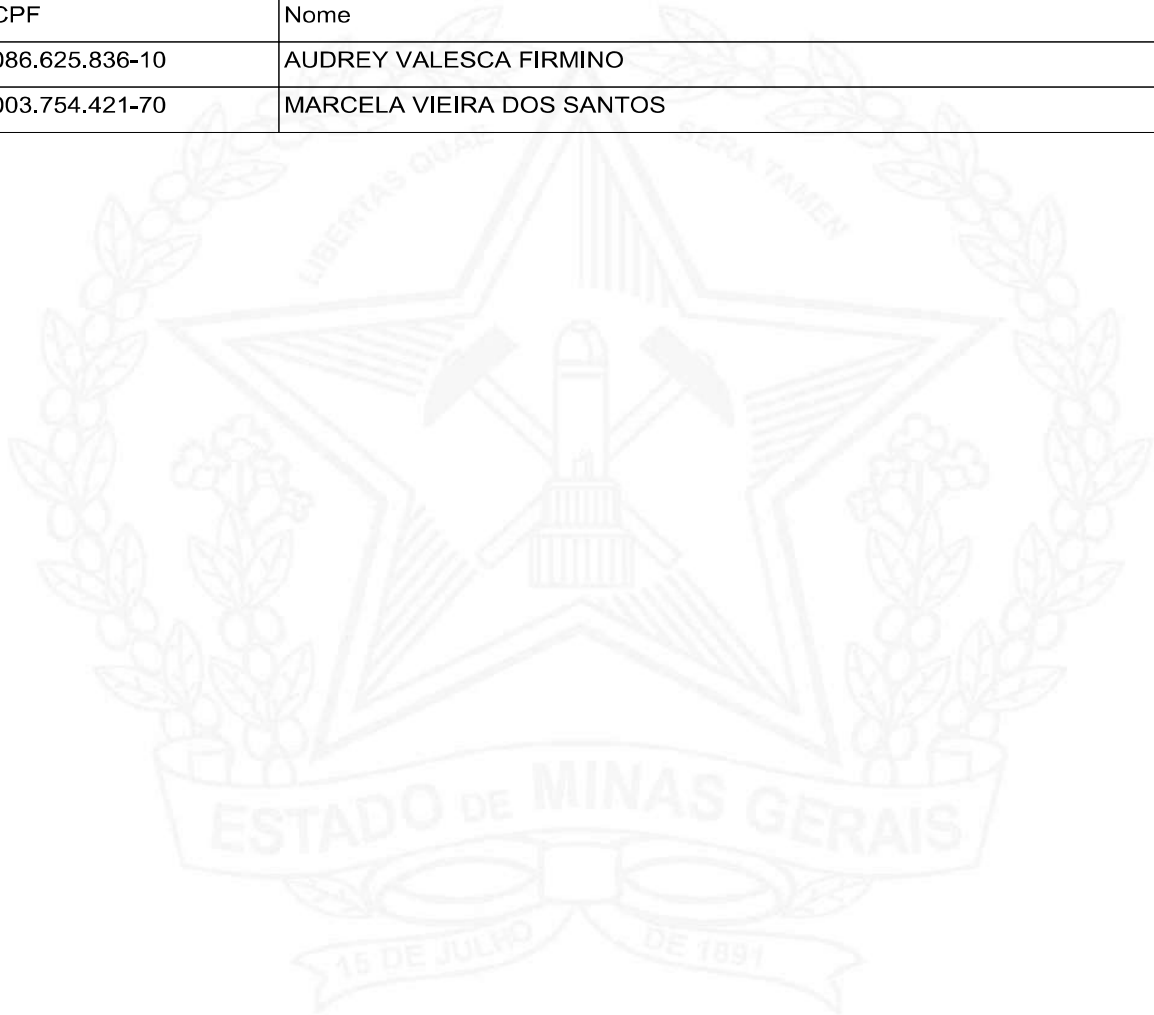 CPF Nome
086.625.836-10 AUDREY VALESCA FIRMINO
003.754.421-70 MARCELA VIEIRA DOS SANTOS
LIBERTAS QUAE SERA TAMEN
ESTADO DE MINAS GERAIS
15 DE JULHO DE 1891